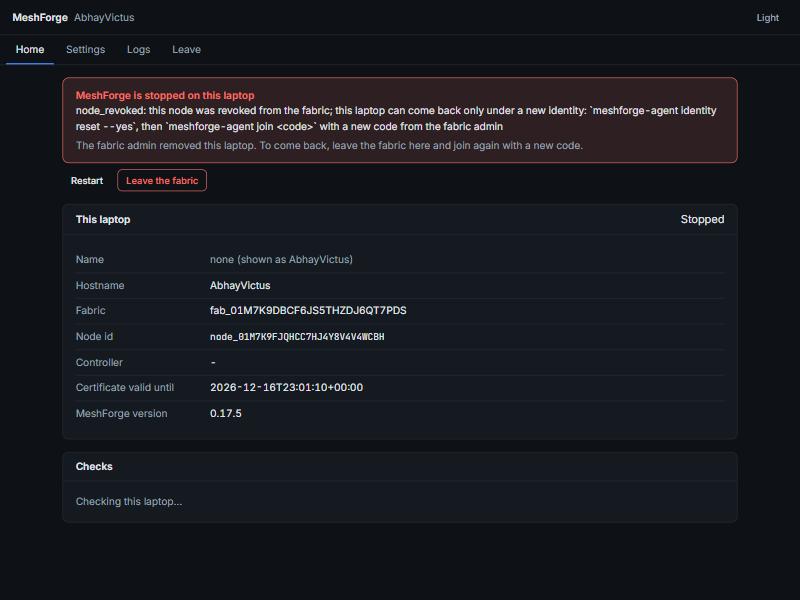 MeshForge AbhayVictus Light
Home Settings Logs Leave
MeshForge is stopped on this laptop
node_revoked: this node was revoked from the fabric; this laptop can come back only under a new identity: `meshforge-agent identity
reset --yes`, then `meshforge-agent join <code>` with a new code from the fabric admin
The fabric admin removed this laptop. To come back, leave the fabric here and join again with a new code.
Restart Leave the fabric
This laptop Stopped
Name none (shown as AbhayVictus)
Hostname AbhayVictus
Fabric fab_01M7K9DBCF6JS5THZDJ6QT7PDS
Node id node_01M7K9FJQHCC7HJ4Y8V4V4WCBH
Controller -
Certificate valid until 2026-12-16T23:01:10+00:00
MeshForge version 0.17.5
Checks
Checking this laptop...